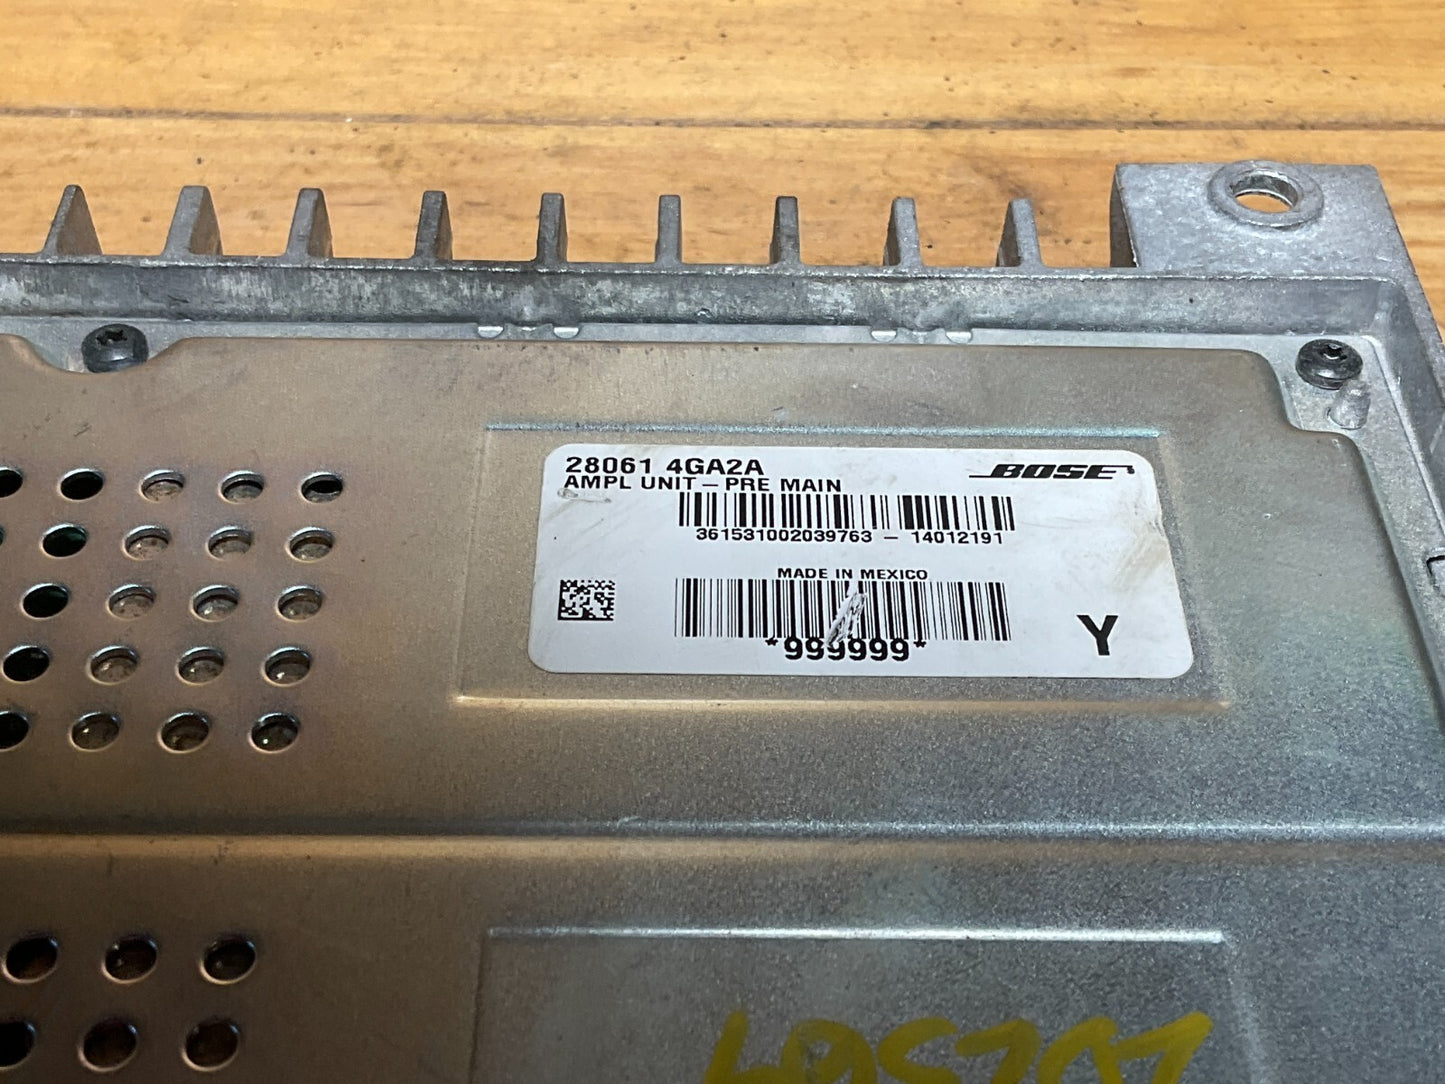 28061 4GA2A
BOSE
AMPL UNIT – PRE MAIN
361531002039763 – 14012191
MADE IN MEXICO
*999999*
Y